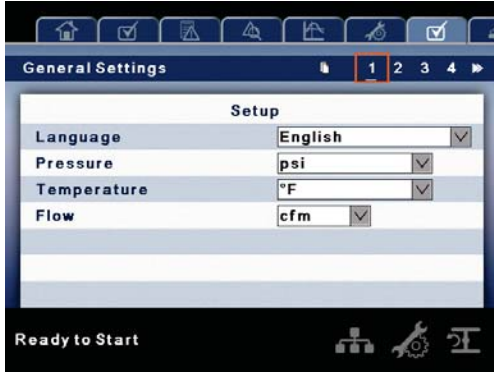 General Settings 1 2 3 4
Setup
Language English
Pressure psi
Temperature °F
Flow cfm
Ready to Start